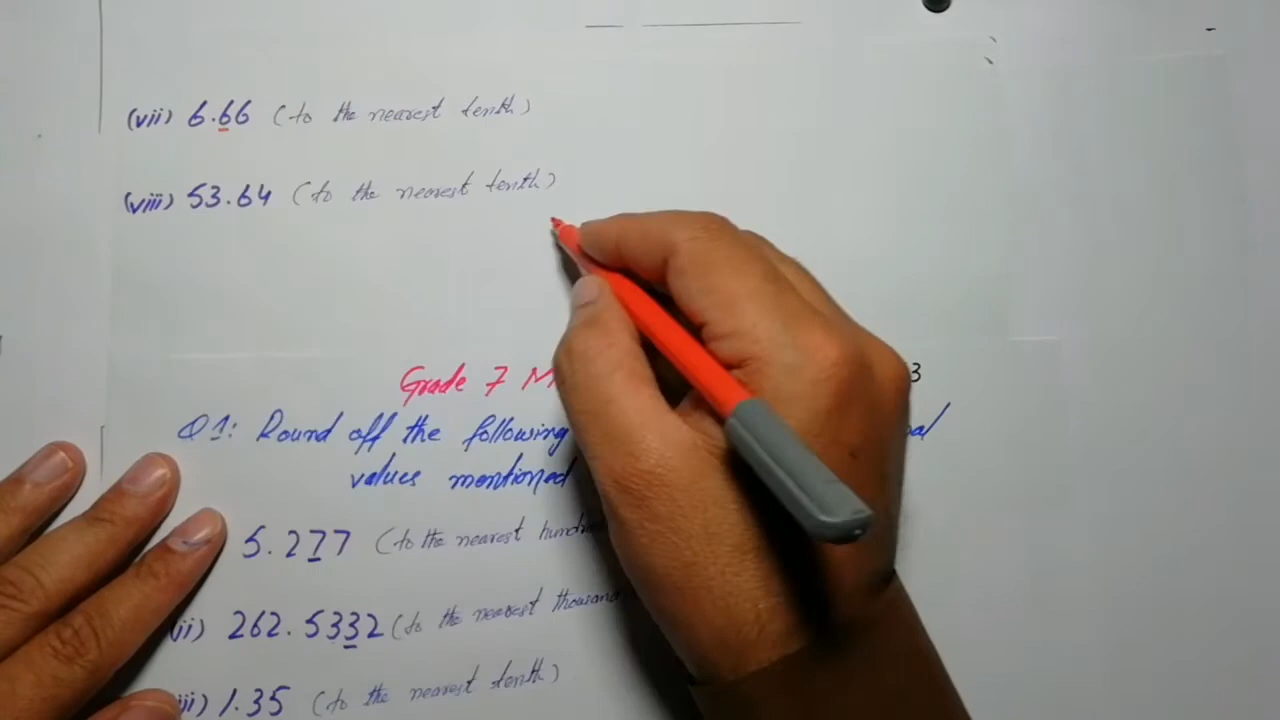 (vii) 6.66 (to the nearest tenth)
(viii) 53.64 (to the nearest tenth)
Grade 7 3
Q1: Round off the following
values mentioned
5.277 (to the nearest
(ii) 262.5332 (to the nearest
iii) 1.35 (to the nearest tenth)